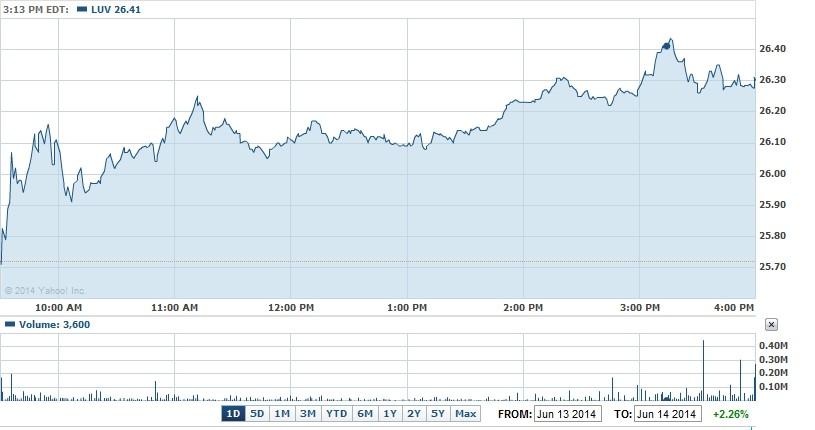 3:13 PM EDT: LUV 26.41
26.40
26.30
26.20
26.10
26.00
25.90
25.80
25.70
© 2014 Yahoo! Inc.
10:00 AM 11:00 AM 12:00 PM 1:00 PM 2:00 PM 3:00 PM 4:00 PM
Volume: 3,600 x
0.40M
0.30M
0.20M
0.10M
1D 5D 1M 3M YTD 6M 1Y 2Y 5Y Max FROM: Jun 13 2014 TO: Jun 14 2014 +2.26%